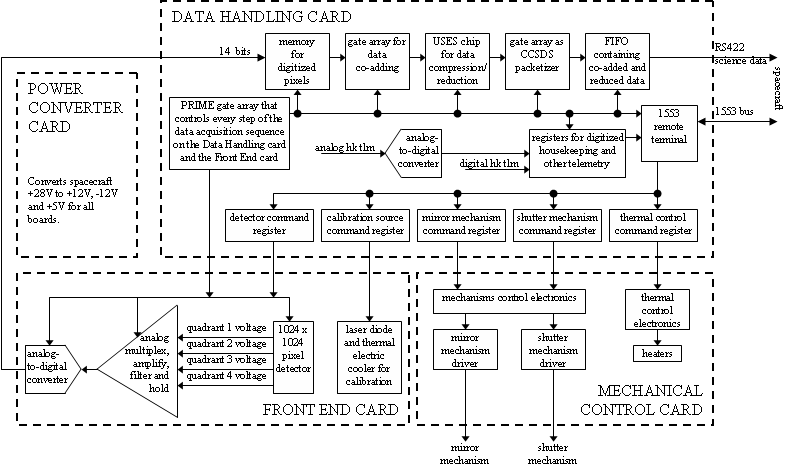 DATA HANDLING CARD
14 bits
memory
for
digitized
pixels
gate array for
data
co-adding
USES chip
for data
compression/
reduction
gate array as
CCSDS
packetizer
FIFO
containing
co-added and
reduced data
RS422
science data
spacecraft
1553 bus
POWER
CONVERTER
CARD
Converts spacecraft
+28V to +12V, -12V
and +5V for all
boards.
PRIME gate array that
controls every step of the
data acquisition sequence
on the Data Handling card
and the Front End card
analog hk tlm
analog-
to-digital
converter
digital hk tlm
registers for digitized
housekeeping and
other telemetry
1553
remote
terminal
detector command
register
calibration source
command register
mirror mechanism
command register
shutter mechanism
command register
thermal control
command register
analog-
to-digital
converter
analog
multiplex,
amplify,
filter and
hold
quadrant 1 voltage
quadrant 2 voltage
quadrant 3 voltage
quadrant 4 voltage
1024 x
1024
pixel
detector
laser diode
and thermal
electric
cooler for
calibration
FRONT END CARD
mechanisms control electronics
mirror
mechanism
driver
shutter
mechanism
driver
thermal
control
electronics
heaters
MECHANICAL
CONTROL CARD
mirror
mechanism
shutter
mechanism